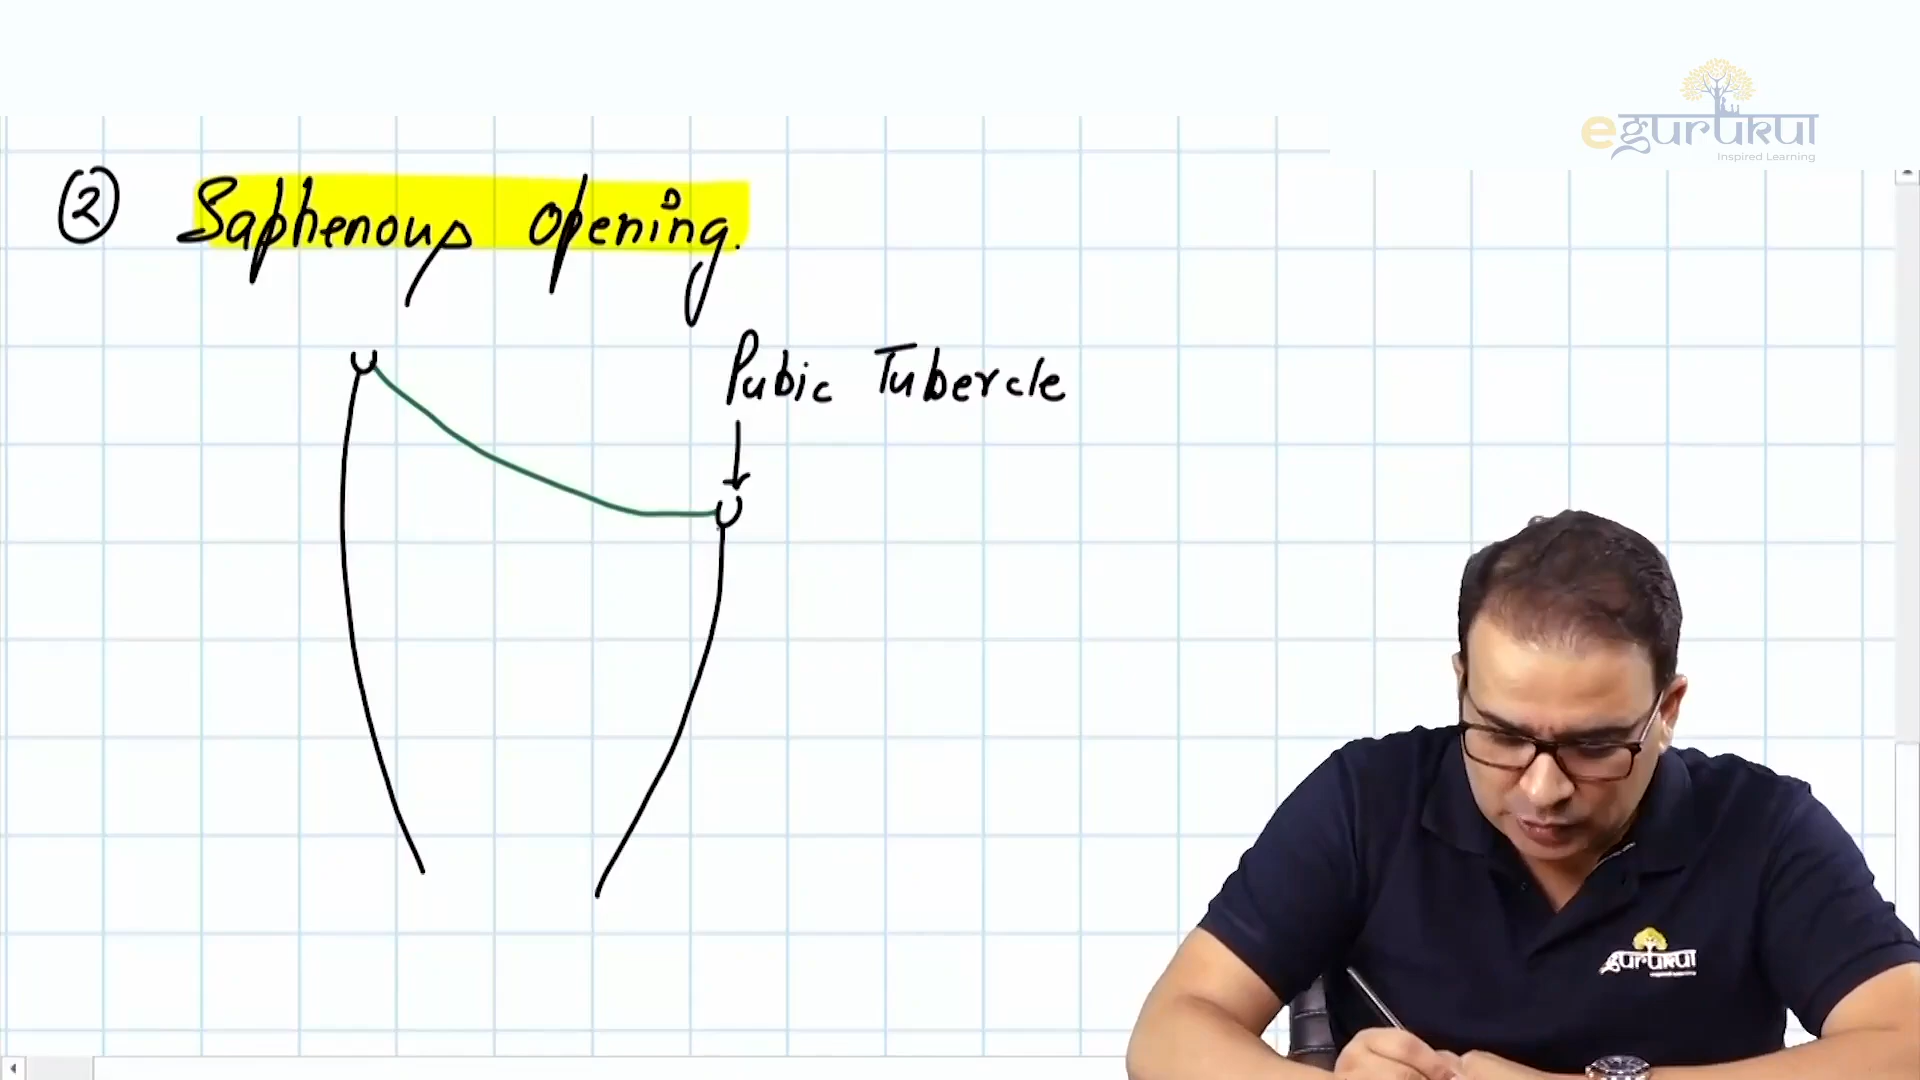 egurukul
Inspired Learning
② Saphenous opening.
Pubic Tubercle
gurukul